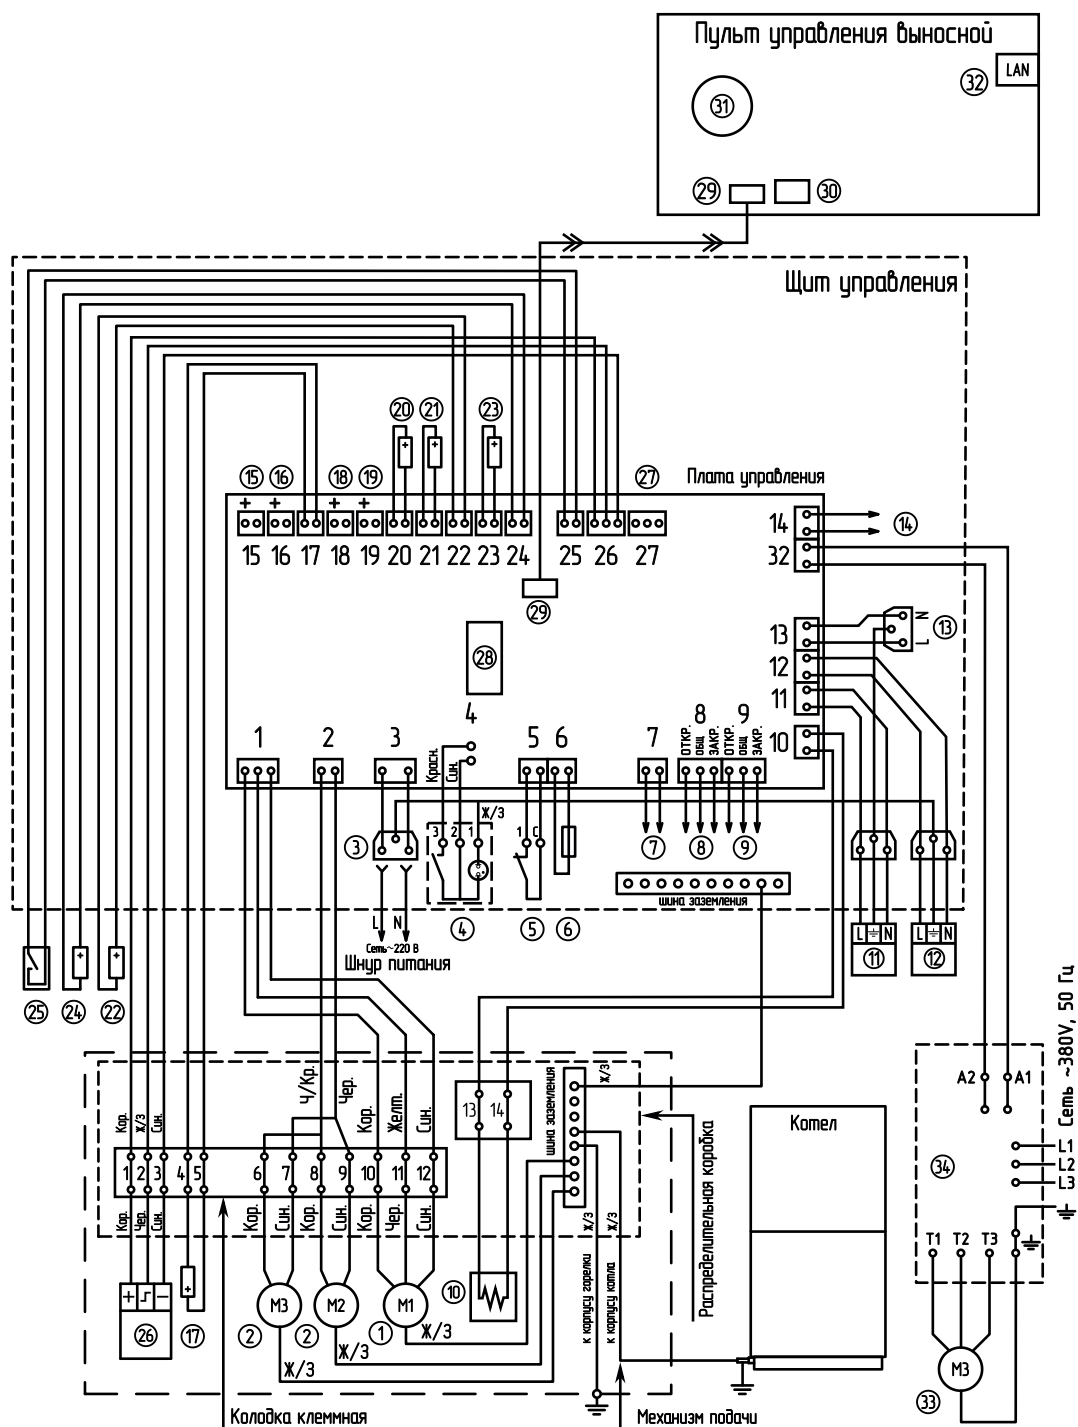 Пульт управления выносной
LAN
32
31
29
30
Щит управления
20
21
23
15
16
18
19
27
Плата управления
+ + + +
15 16 17 18 19 20 21 22 23 24 25 26 27
14
32
14
29
28
13
12
11
10
N
L
13
1 2 3 4 5 6 7 8 9
Красн.
Син.
ОТКР.
ОБЩ
ЗАКР.
ОТКР.
ОБЩ
ЗАКР.
Ж/З
3 2 1
1 C
3
7
8
9
шина заземления
L N
Сеть~220 В
Шнур питания
4
5
6
L N
11
L N
12
25
24
22
Сеть ~380V, 50 Гц
A2 A1
L1
L2
L3
34
T1 T2 T3
M3
33
Котел
Кор.
Ж/З
Син.
Ч/Кр.
Чер.
Кор.
Желт.
Син.
13 14
шина заземления
Ж/З
1 2 3 4 5 6 7 8 9 10 11 12
Кор.
Чер.
Син.
Кор.
Син.
Кор.
Син.
Кор.
Чер.
Син.
Ж/З
Ж/З
к корпусу горелки
к корпусу котла
Распределительная коробка
+ −
26
+
17
M3
M2
M1
2
2
1
10
Ж/З
Ж/З
Ж/З
Колодка клеммная
Механизм подачи